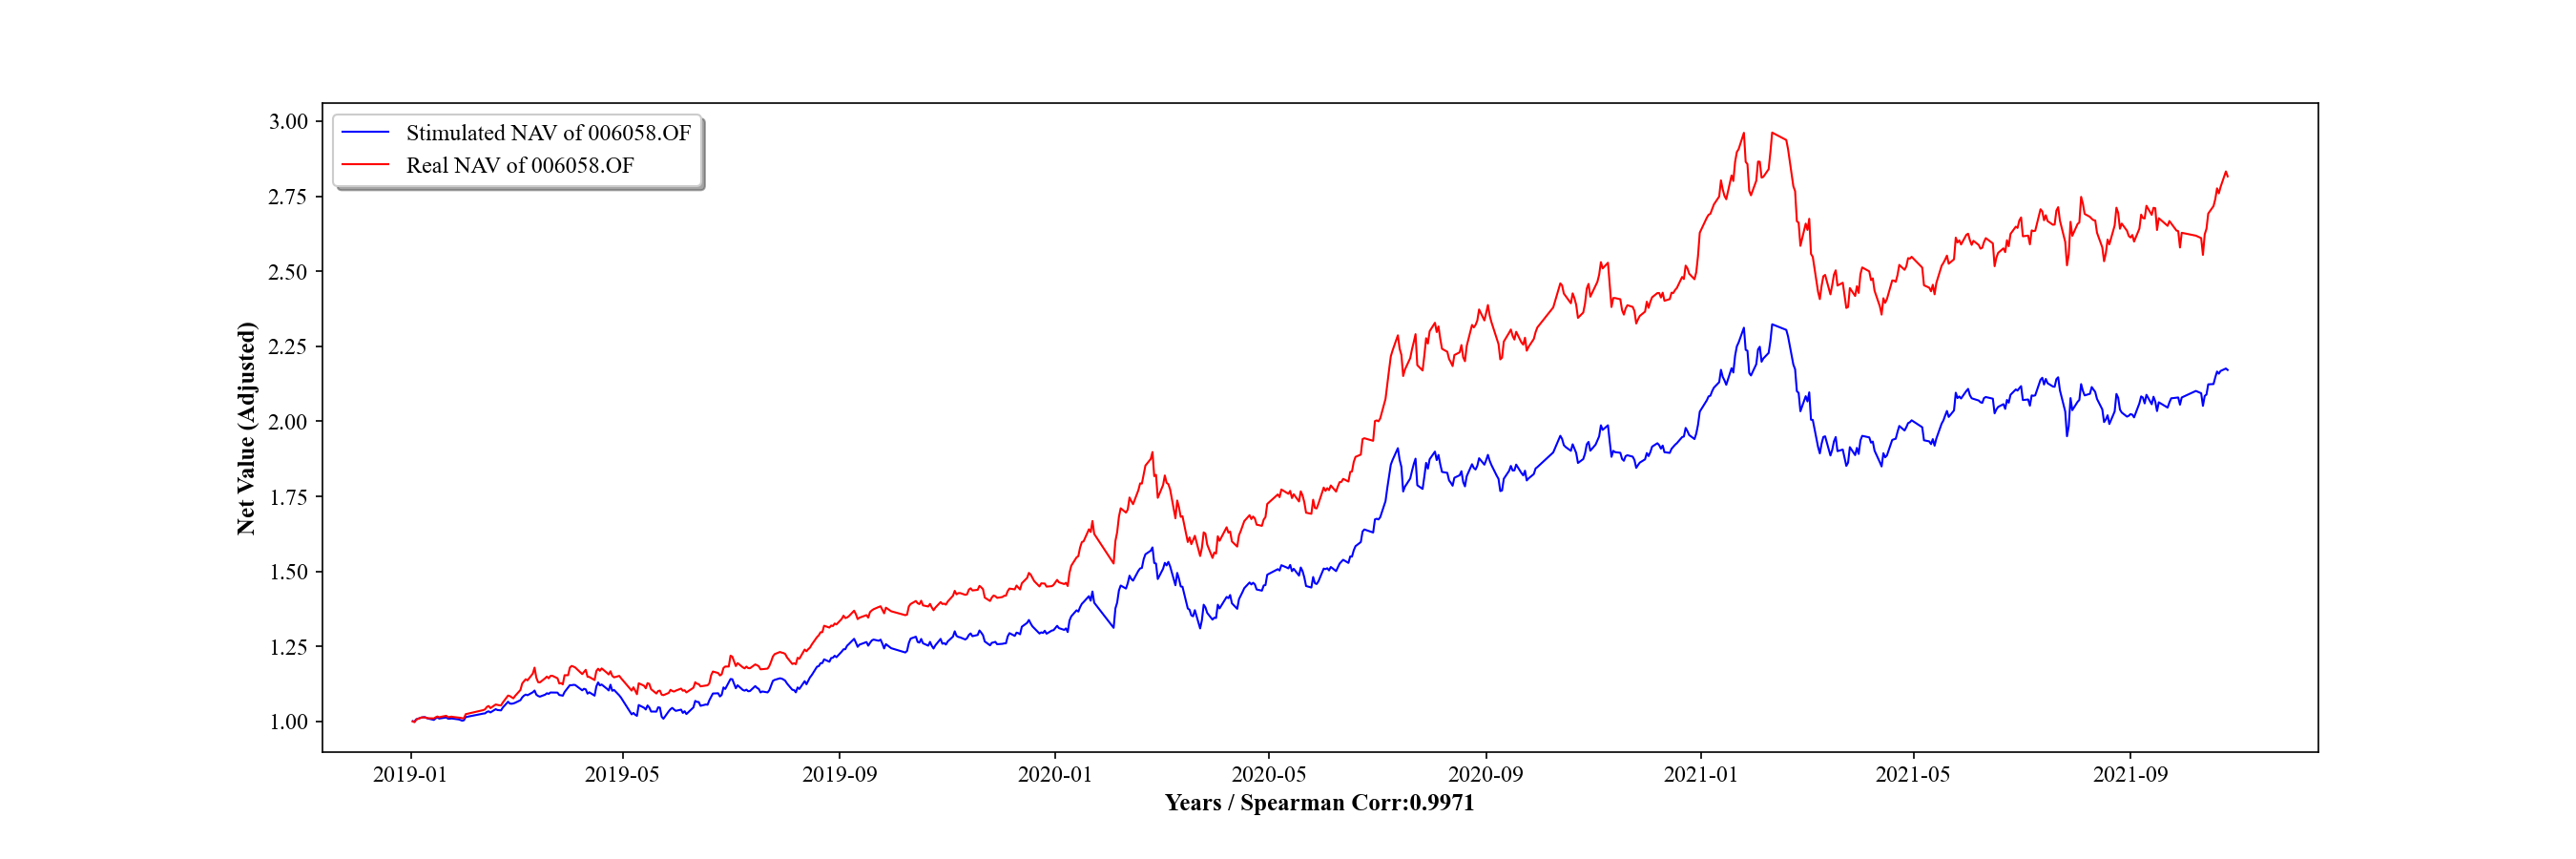 Stimulated NAV of 006058.OF
Real NAV of 006058.OF
3.00
2.75
2.50
2.25
2.00
1.75
1.50
1.25
1.00
Net Value (Adjusted)
2019-01 2019-05 2019-09 2020-01 2020-05 2020-09 2021-01 2021-05 2021-09
Years / Spearman Corr:0.9971